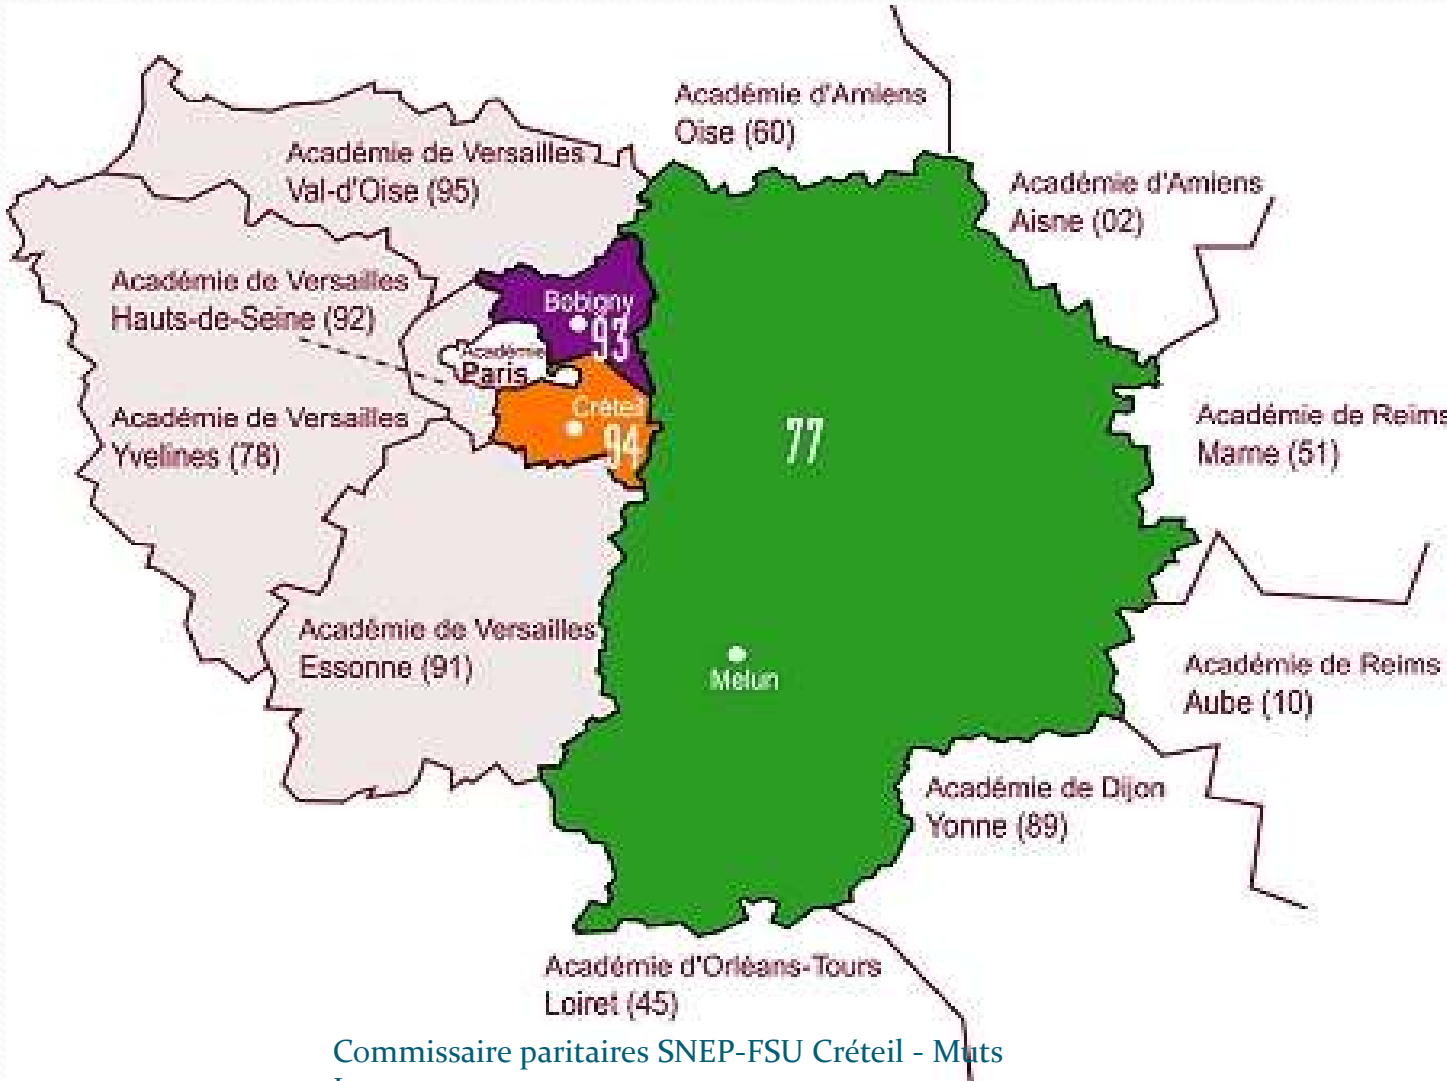 Académie d'Amiens
Oise (60)
Académie de Versailles
Val-d'Oise (95)
Académie d'Amiens
Aisne (02)
Académie de Versailles
Hauts-de-Seine (92)
Bobigny
93
Académie
Paris
Créteil
94
77
Académie de Versailles
Yvelines (78)
Académie de Reims
Marne (51)
Académie de Versailles
Essonne (91)
Melun
Académie de Reims
Aube (10)
Académie de Dijon
Yonne (89)
Académie d'Orléans-Tours
Loiret (45)
Commissaire paritaires SNEP-FSU Créteil - Muts